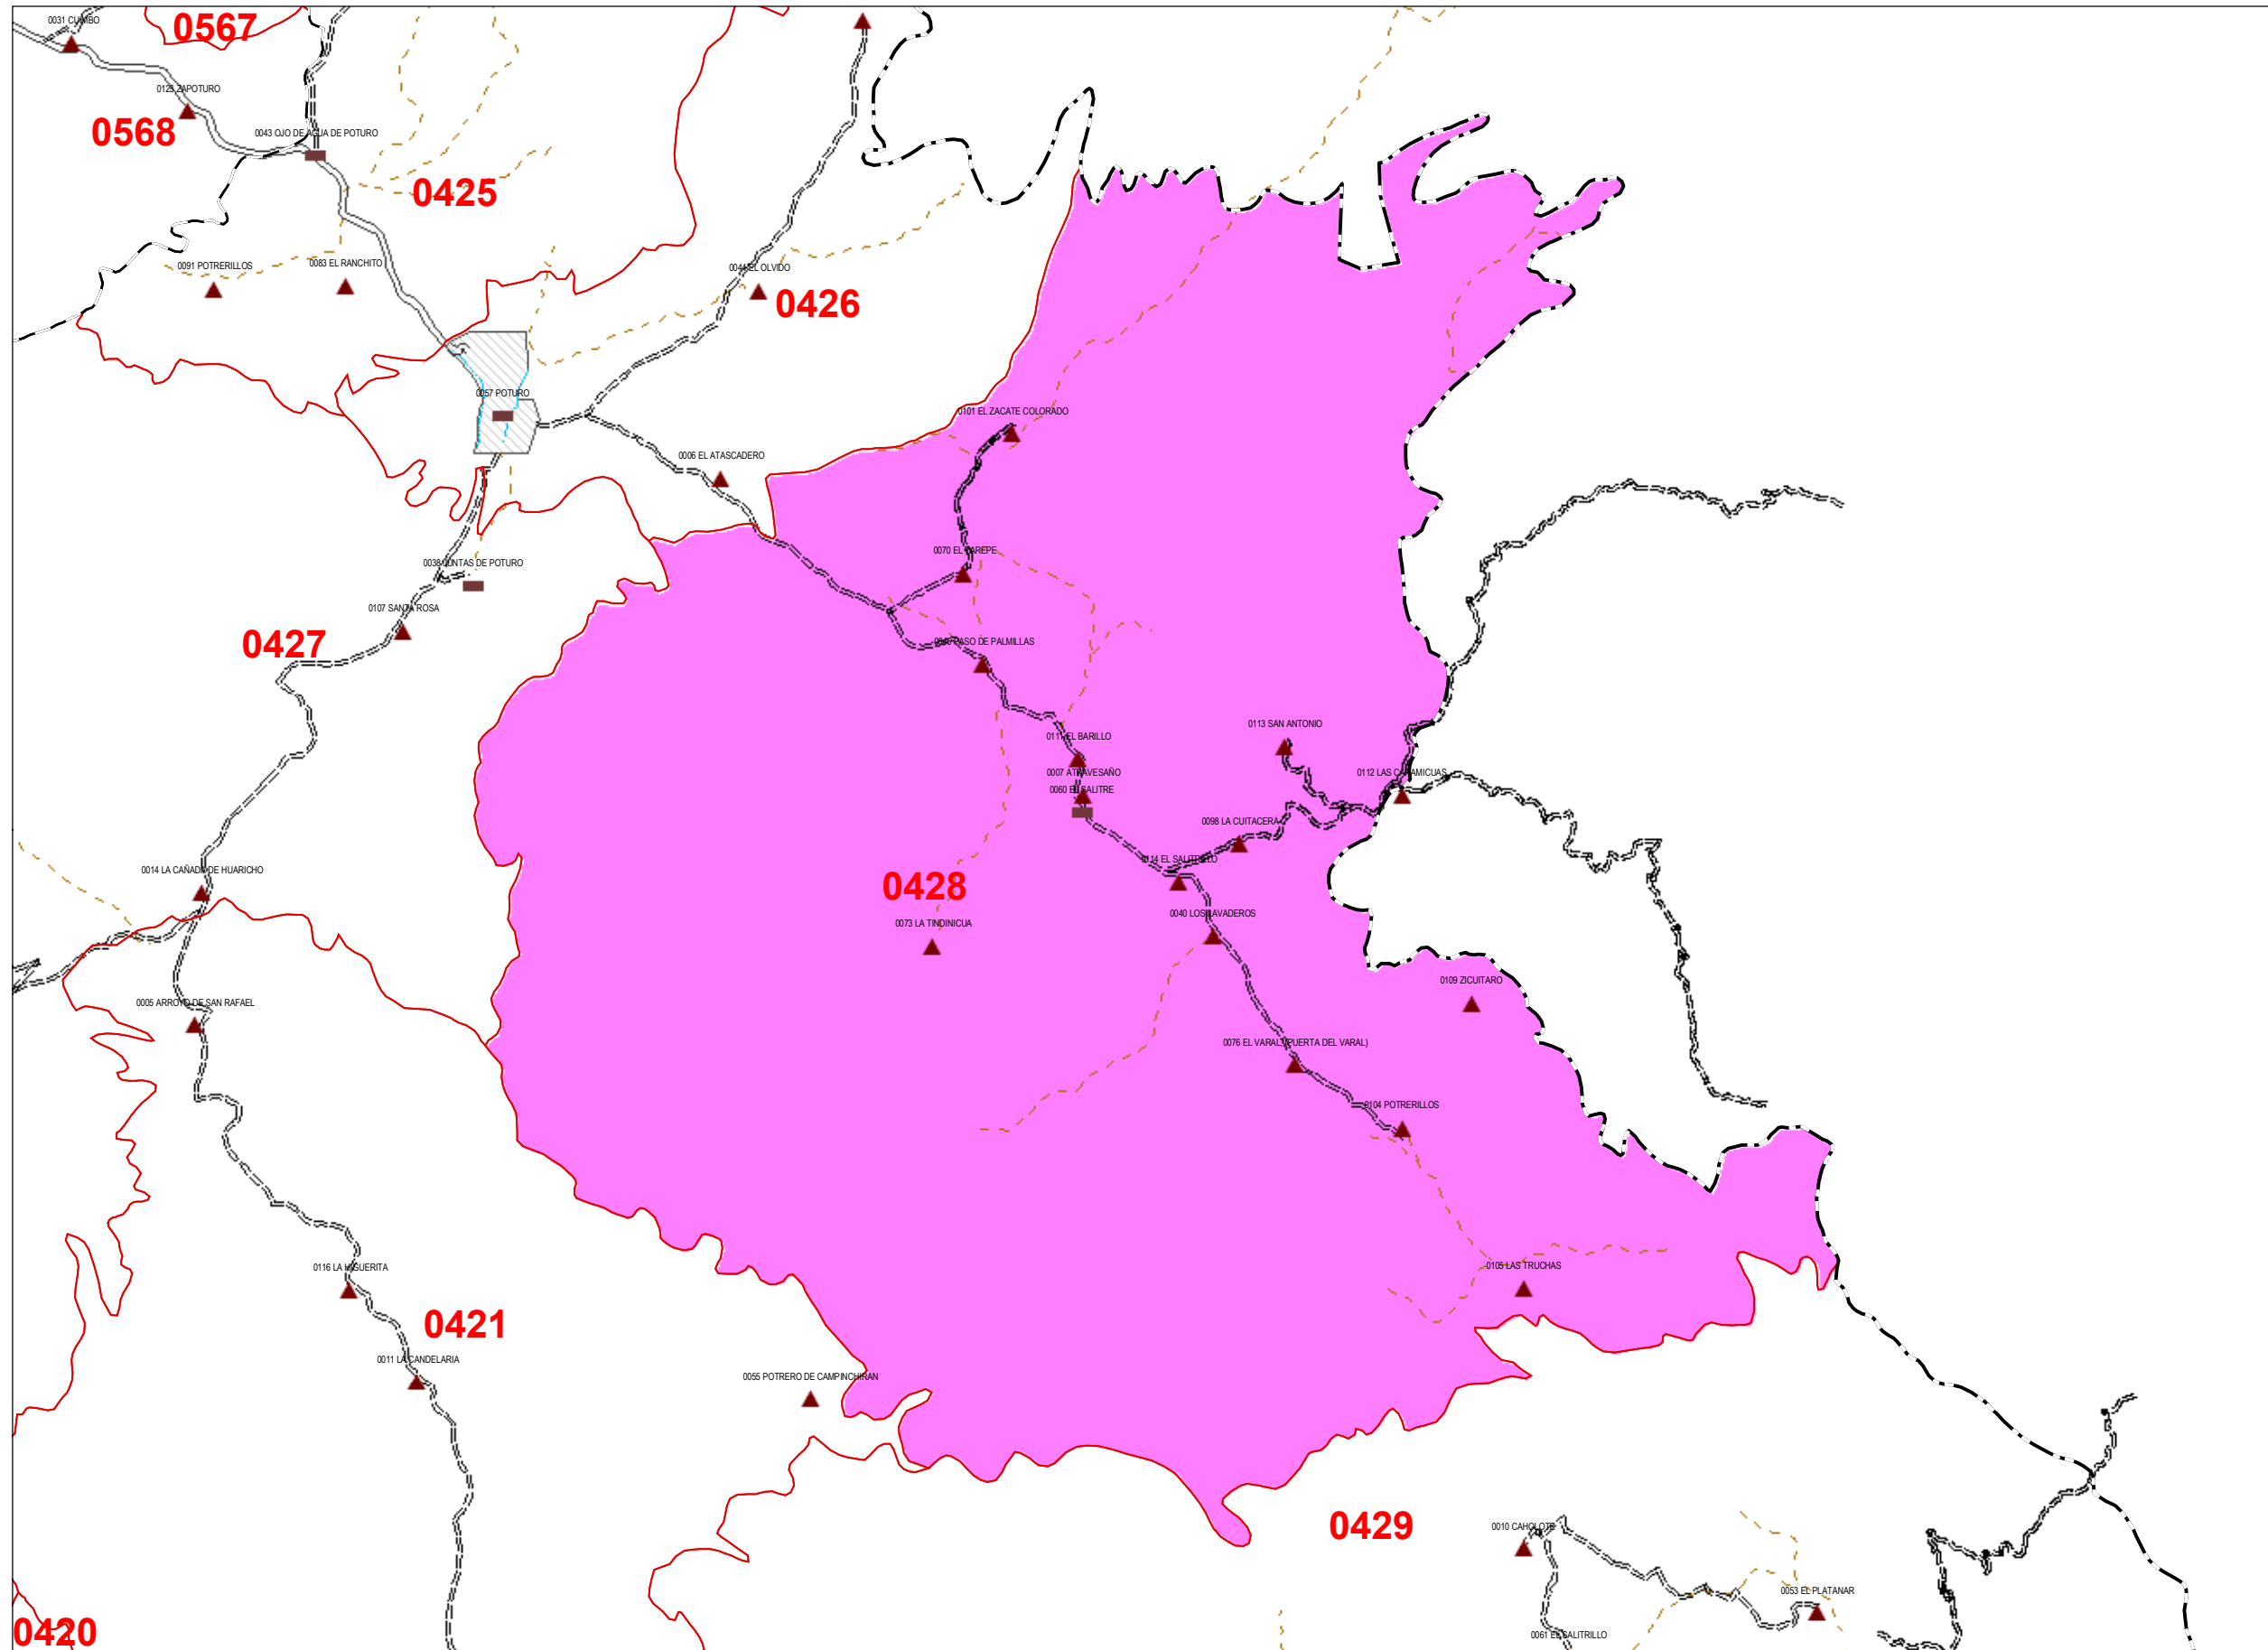 0031 CUIMBO
0567
0125 ZAPOTURO
0568
0043 OJO DE AGUA DE POTURO
0425
0091 POTRERILLOS
0083 EL RANCHITO
0044 EL OLVIDO
0426
0057 POTURO
0101 EL ZACATE COLORADO
0006 EL ATASCADERO
0070 EL
0038 JUNTAS DE POTURO
0107 SANTA ROSA
0427
PASO DE PALMILLAS
0113 SAN ANTONIO
0111 EL BARILLO
0007 ATRAVESAÑO
0112 LAS CARAMICUAS
0060 EL SALITRE
0098 LA CUITACERA
0114 EL SALITRILLO
0014 LA CAÑADA DE HUARICHO
0428
0040 LOS LAVADEROS
0073 LA TINDINICUA
0109 ZICUITARO
0005 ARROYO DE SAN RAFAEL
0076 EL VARAL (PUERTA DEL VARAL)
0104 POTRERILLOS
0116 LA HIGUERITA
0105 LAS TRUCHAS
0421
0011 LA CANDELARIA
0055 POTRERO DE CAMPINCHIRAN
0429
0010 CAHOLOTE
0053 EL PLATANAR
0420
0061 EL SALITRILLO